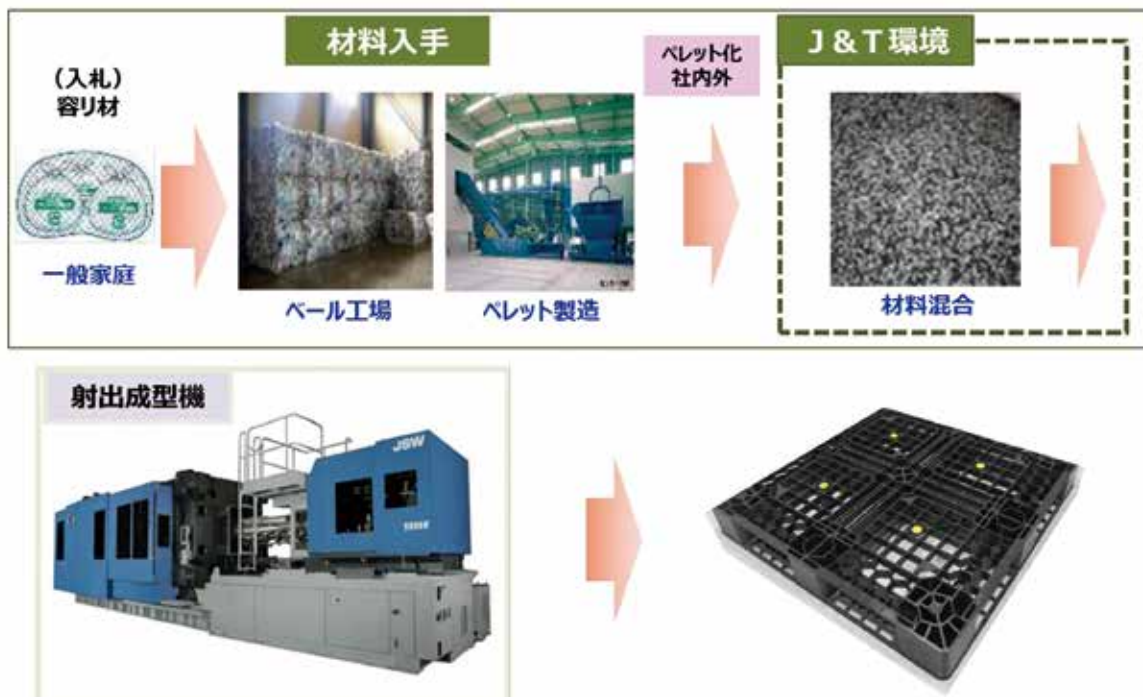 材料入手
J&T環境
ペレット化
社内外
(入札)
容リ材
一般家庭
ベール工場
ペレット製造
材料混合
射出成型機
JSW